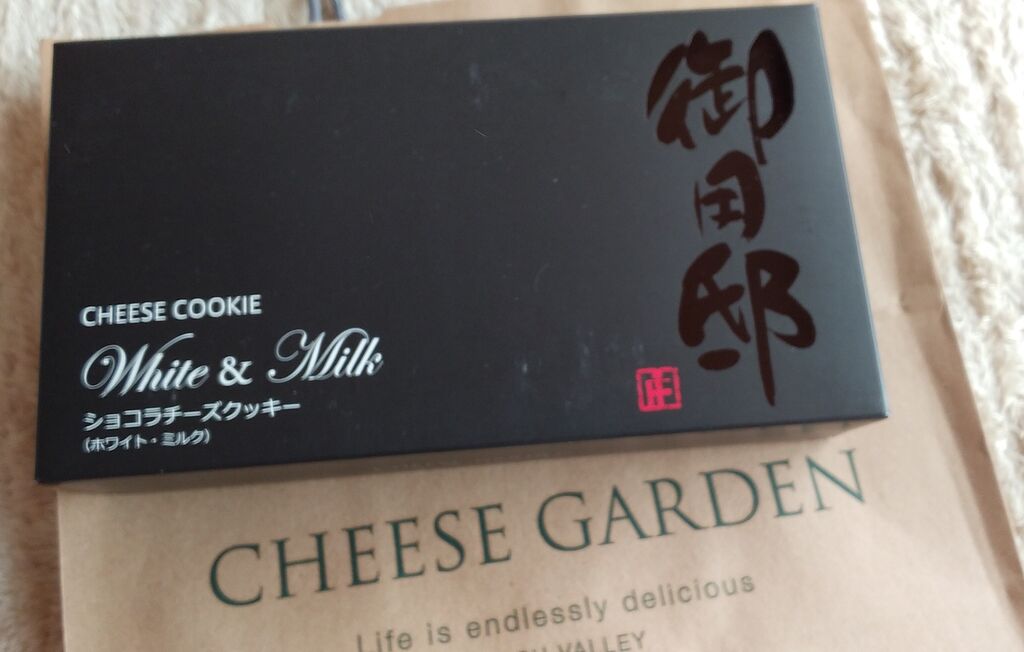 御用邸
CHEESE COOKIE
White & Milk
ショコラチーズクッキー
(ホワイト・ミルク)
CHEESE GARDEN
Life is endlessly delicious
VALLEY